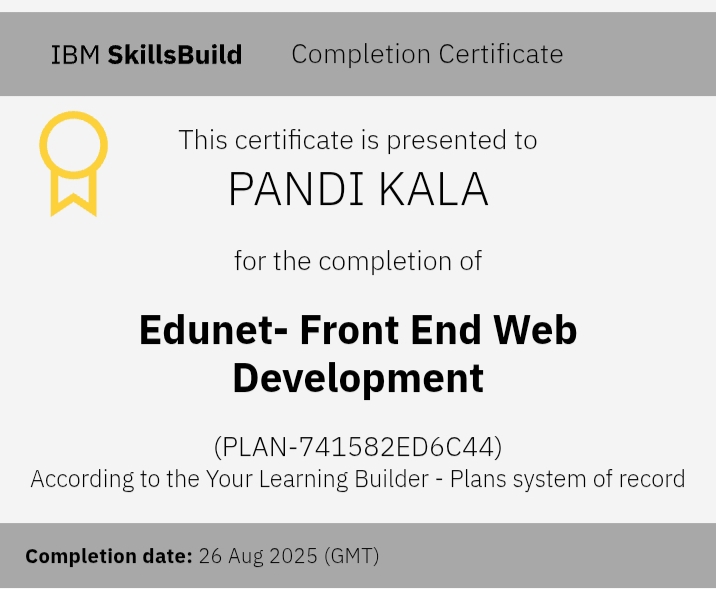 IBM SkillsBuild Completion Certificate
This certificate is presented to
PANDI KALA
for the completion of
Edunet- Front End Web
Development
(PLAN-741582ED6C44)
According to the Your Learning Builder - Plans system of record
Completion date: 26 Aug 2025 (GMT)